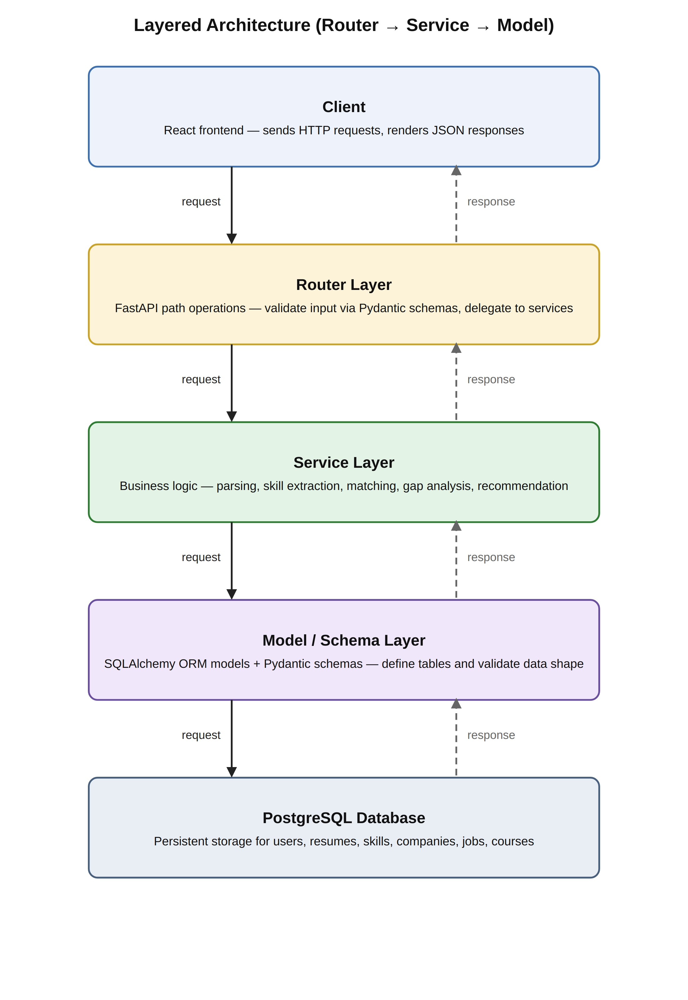 Layered Architecture (Router → Service → Model)
Client
React frontend — sends HTTP requests, renders JSON responses
request
response
Router Layer
FastAPI path operations — validate input via Pydantic schemas, delegate to services
request
response
Service Layer
Business logic — parsing, skill extraction, matching, gap analysis, recommendation
request
response
Model / Schema Layer
SQLAlchemy ORM models + Pydantic schemas — define tables and validate data shape
request
response
PostgreSQL Database
Persistent storage for users, resumes, skills, companies, jobs, courses